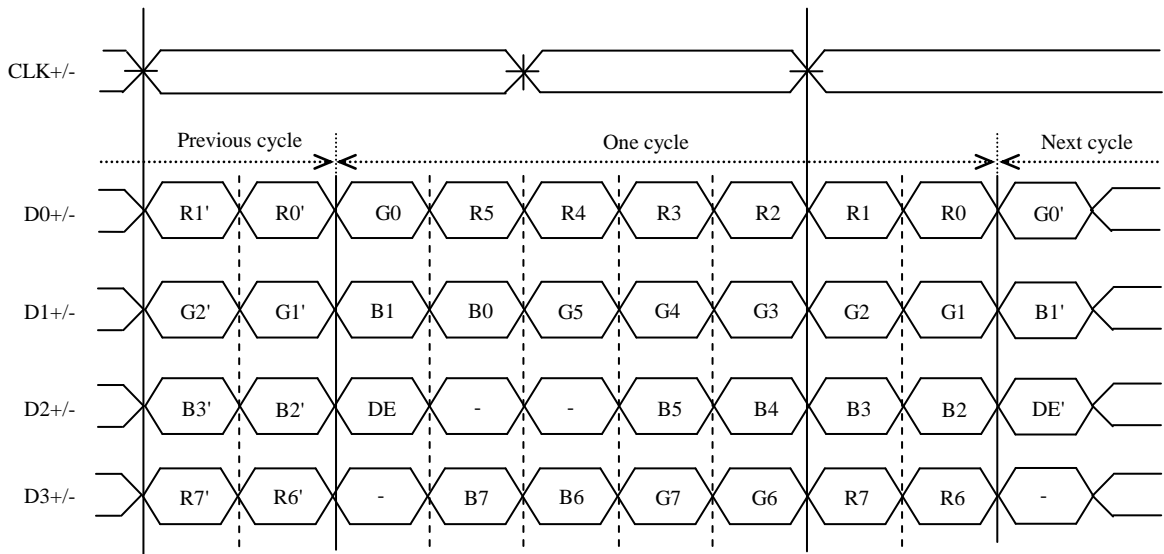 CLK+/-
Previous cycle One cycle Next cycle
D0+/- R1' R0' G0 R5 R4 R3 R2 R1 R0 G0'
D1+/- G2' G1' B1 B0 G5 G4 G3 G2 G1 B1'
D2+/- B3' B2' DE - - B5 B4 B3 B2 DE'
D3+/- R7' R6' - B7 B6 G7 G6 R7 R6 -